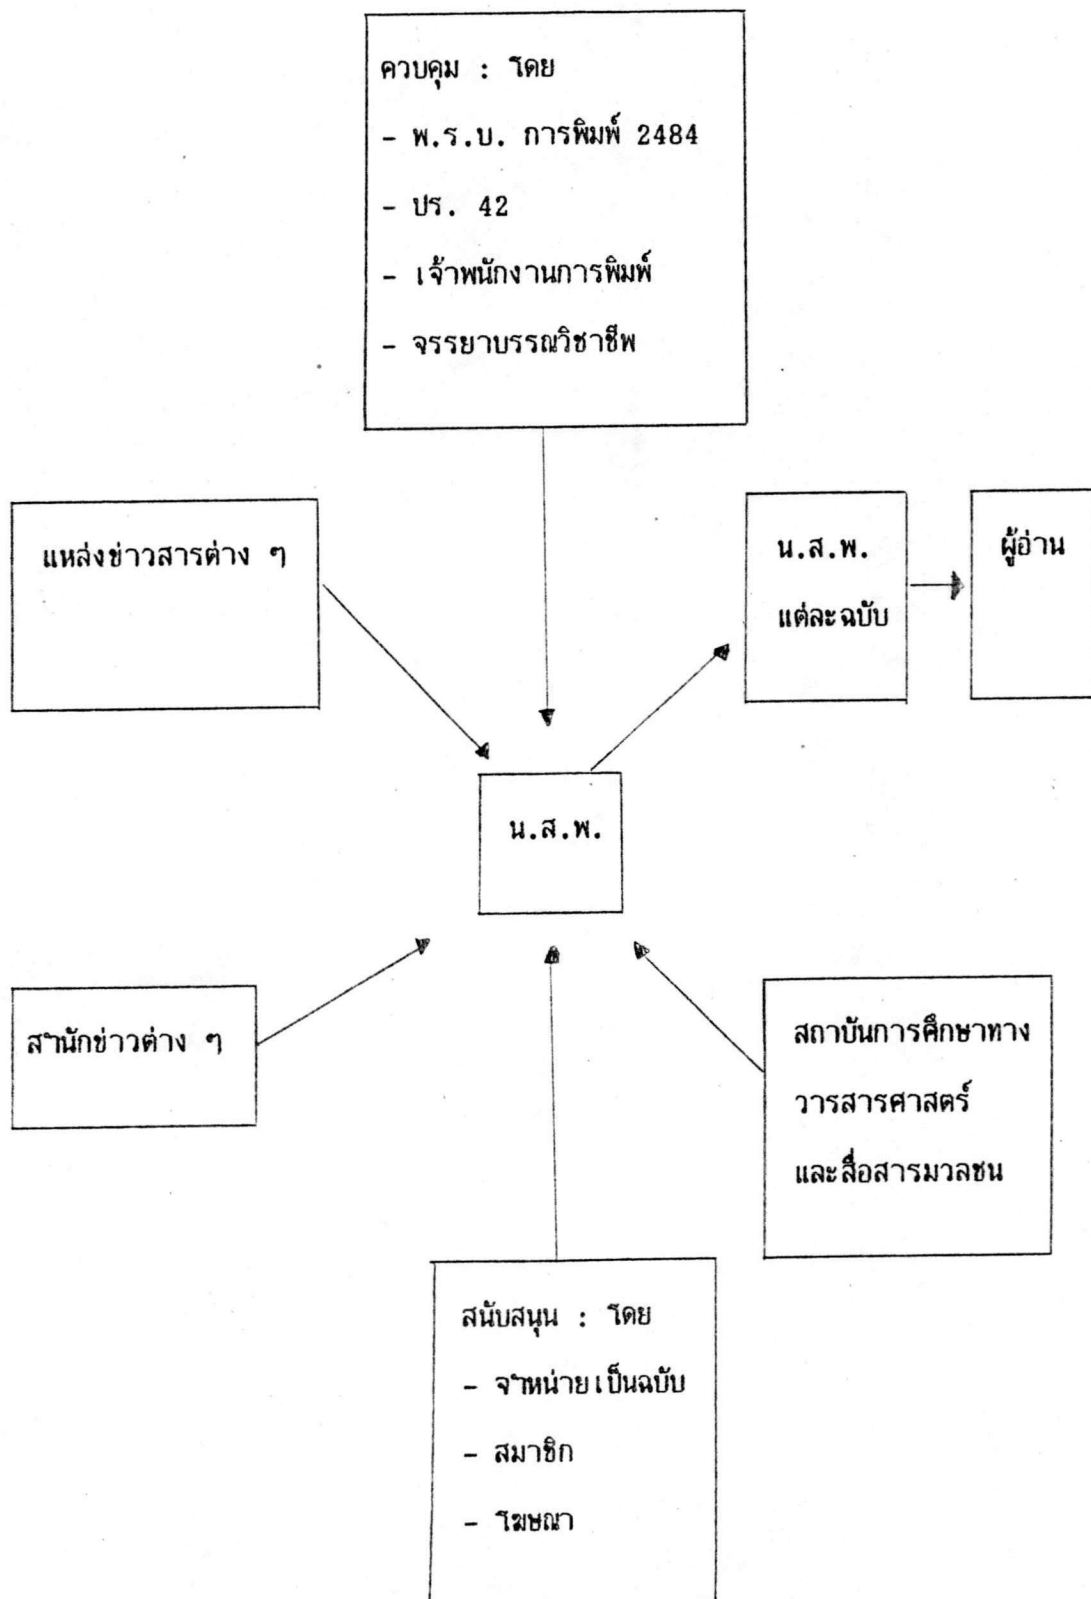 ควบคุม : โดย
- พ.ร.บ. การพิมพ์ 2484
- ปร. 42
- เจ้าพนักงานการพิมพ์
- จรรยาบรรณวิชาชีพ
แหล่งข่าวสารต่าง ๆ
น.ส.พ.
แต่ละฉบับ
ผู้อ่าน
น.ส.พ.
สำนักข่าวต่าง ๆ
สถาบันการศึกษาทาง
วารสารศาสตร์
และสื่อสารมวลชน
สนับสนุน : โดย
- จำหน่ายเป็นฉบับ
- สมาชิก
- โฆษณา